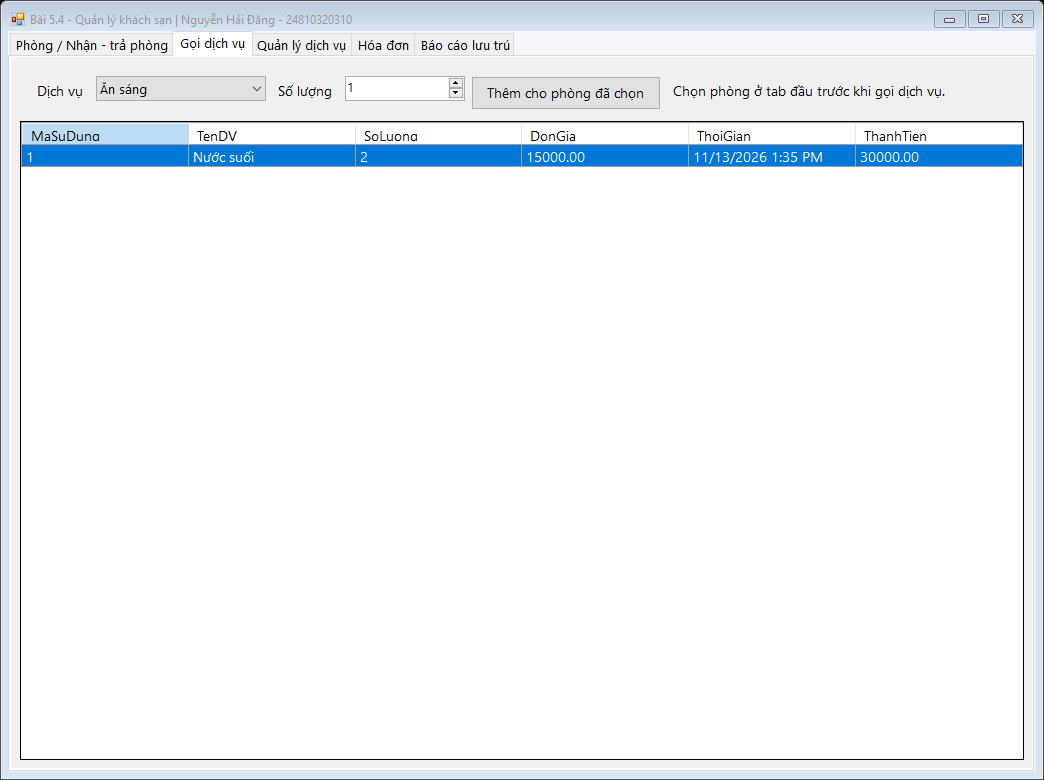 Bài 5.4 - Quản lý khách sạn | Nguyễn Hải Đăng - 24810320310
Phòng / Nhận - trả phòng Gọi dịch vụ Quản lý dịch vụ Hóa đơn Báo cáo lưu trú
Dịch vụ Ăn sáng Số lượng 1 Thêm cho phòng đã chọn Chọn phòng ở tab đầu trước khi gọi dịch vụ.
MaSuDung TenDV SoLuong DonGia ThoiGian ThanhTien
1 Nước suối 2 15000.00 11/13/2026 1:35 PM 30000.00